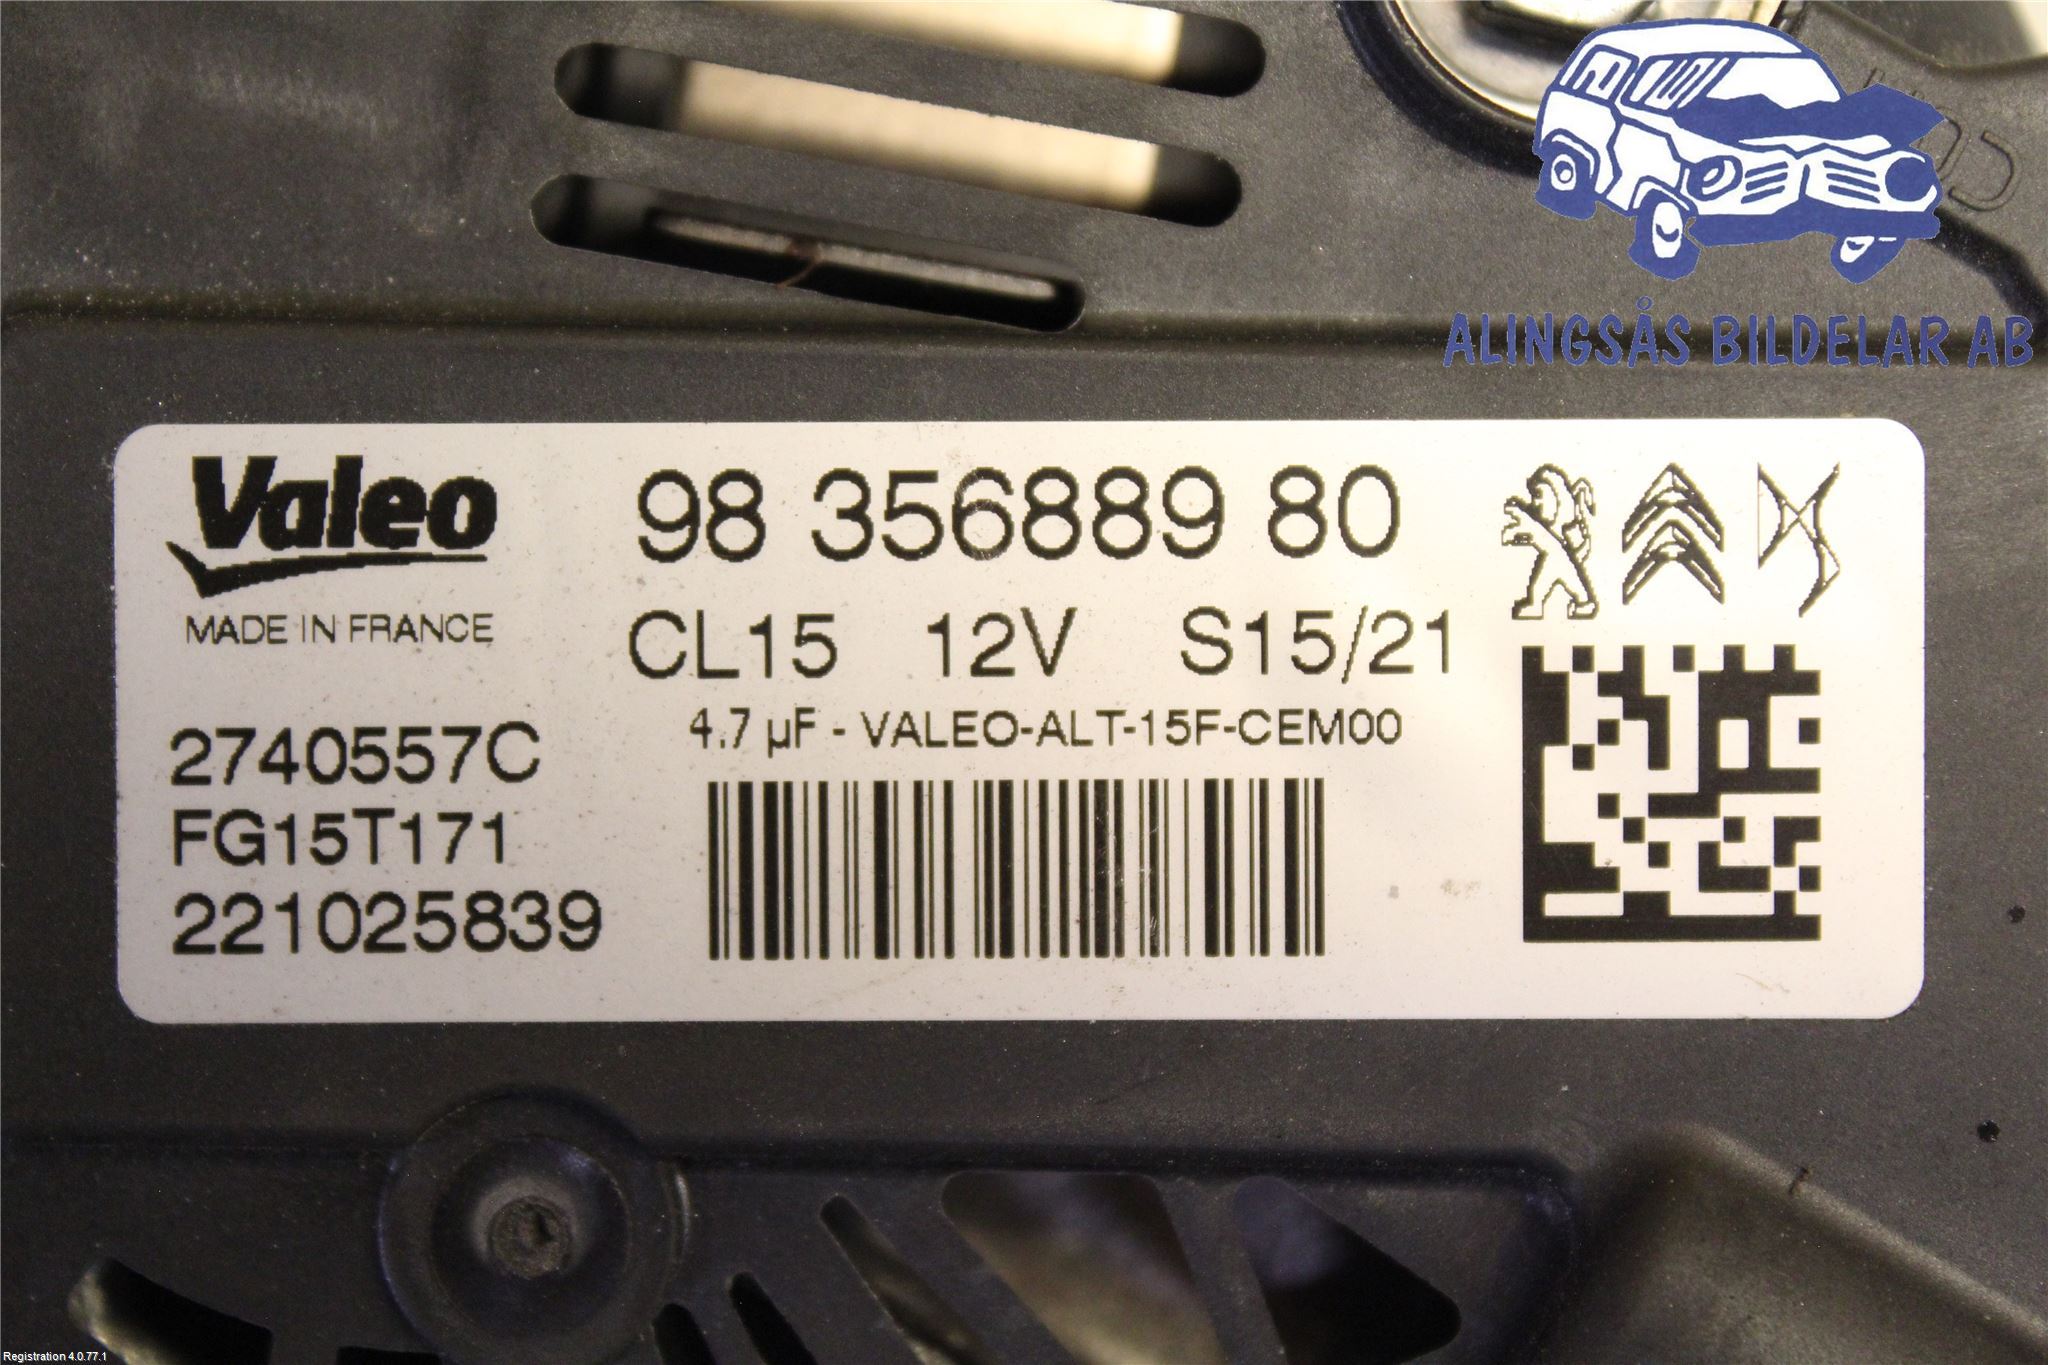 ALINGSÅS BILDELAR AB
Valeo
MADE IN FRANCE
98 356889 80
CL15 12V S15/21
4.7 µF - VALEO-ALT-15F-CEM00
2740557C
FG15T171
221025839
Registration 4.0.77.1